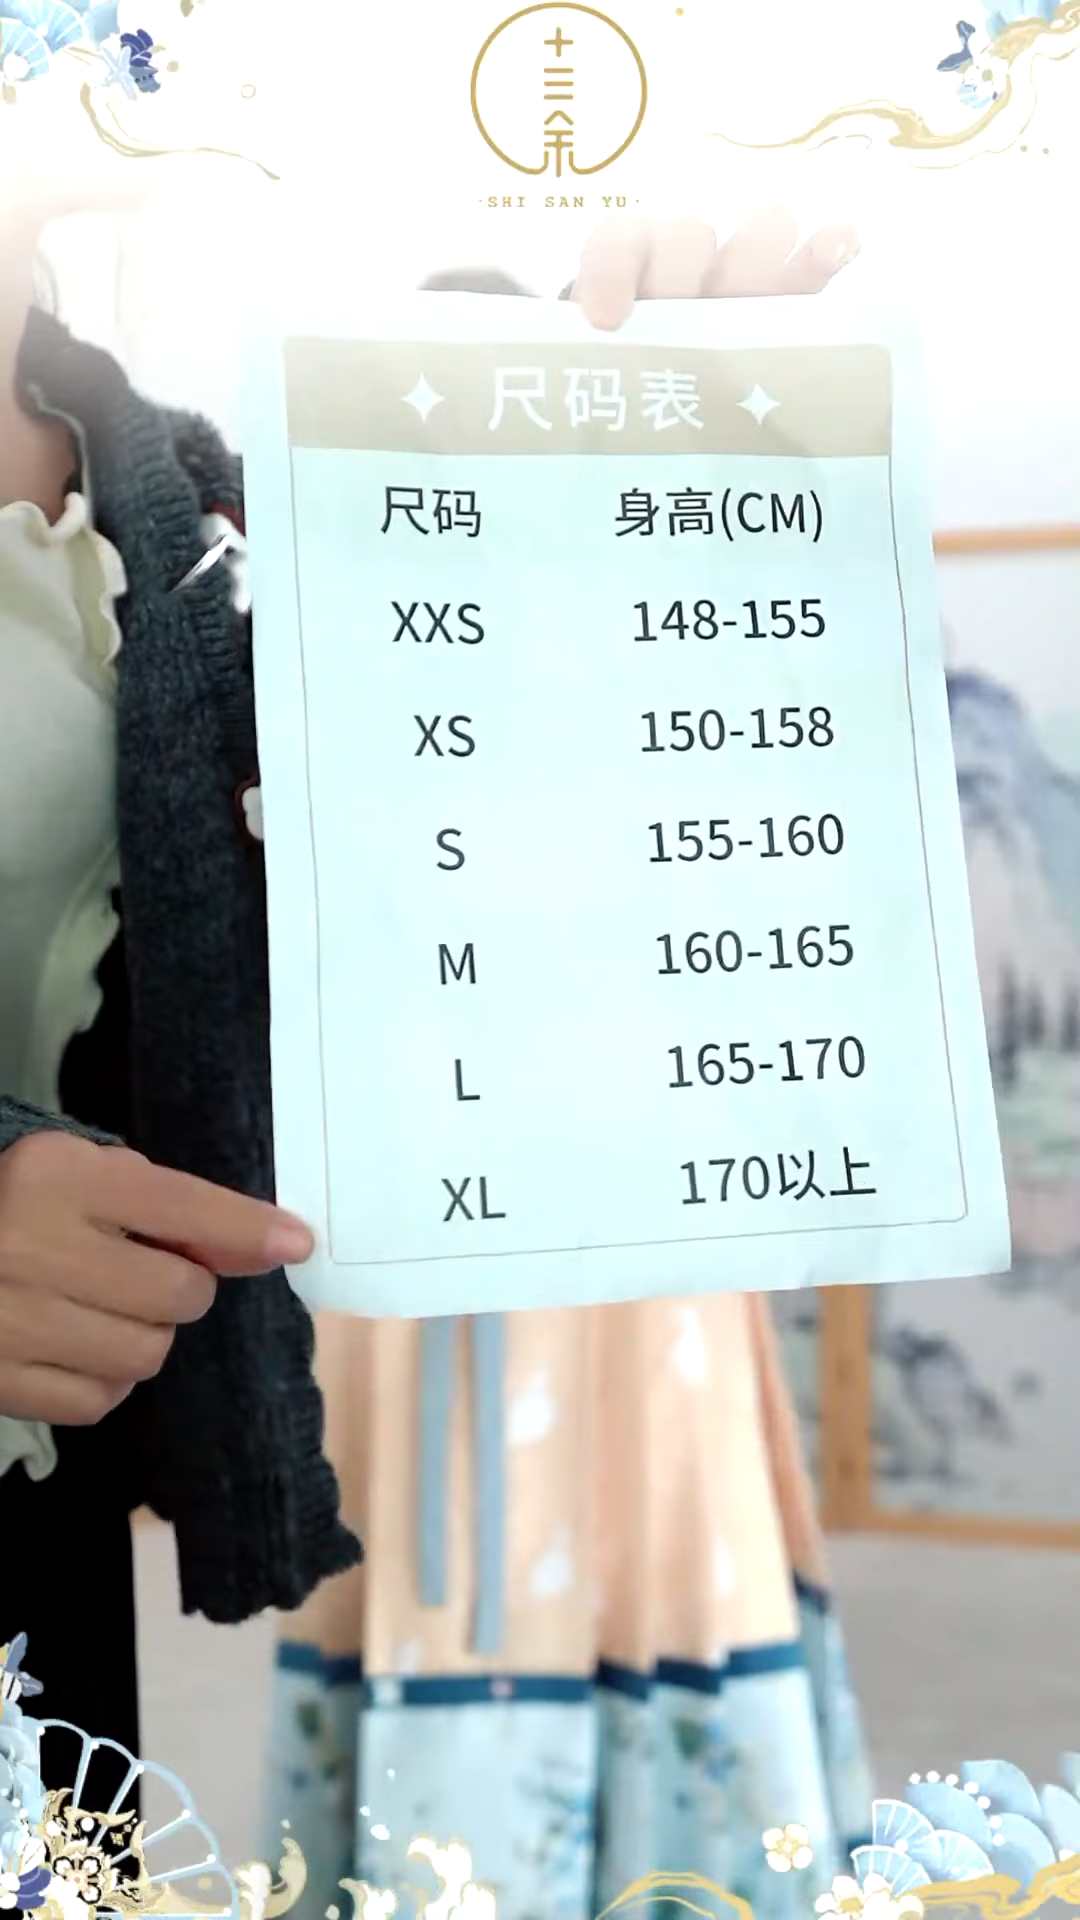 十三余
·SHI SAN YU·
尺码表
尺码 身高(CM)
XXS 148-155
XS 150-158
S 155-160
M 160-165
L 165-170
XL 170以上